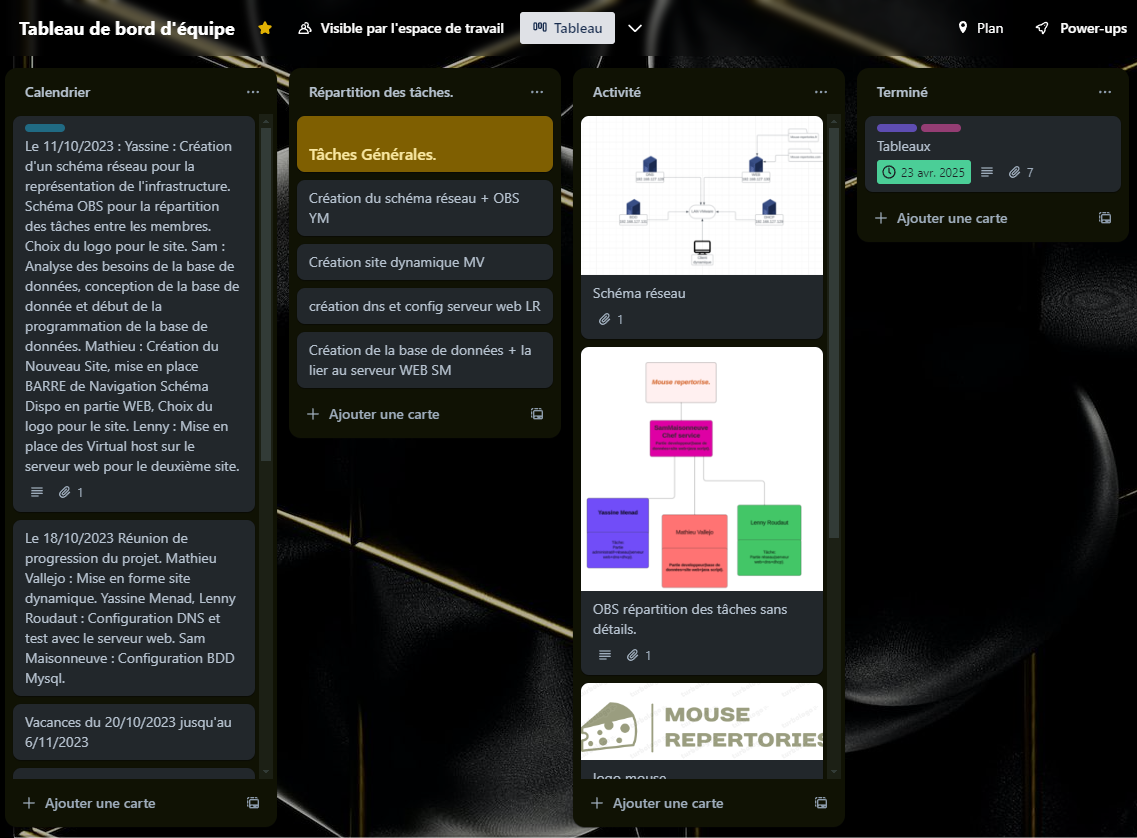 Tableau de bord d'équipe
Visible par l'espace de travail
Tableau
Plan
Power-ups
Calendrier
Le 11/10/2023 : Yassine : Création
d'un schéma réseau pour la
représentation de l'infrastructure.
Schéma OBS pour la répartition
des tâches entre les membres.
Choix du logo pour le site. Sam :
Analyse des besoins de la base de
données, conception de la base de
donnée et début de la
programmation de la base de
données. Mathieu : Création du
Nouveau Site, mise en place
BARRE de Navigation Schéma
Dispo en partie WEB, Choix du
logo pour le site. Lenny : Mise en
place des Virtual host sur le
serveur web pour le deuxième site.
1
Le 18/10/2023 Réunion de
progression du projet. Mathieu
Vallejo : Mise en forme site
dynamique. Yassine Menad, Lenny
Roudaut : Configuration DNS et
test avec le serveur web. Sam
Maisonneuve : Configuration BDD
Mysql.
Vacances du 20/10/2023 jusqu'au
6/11/2023
Ajouter une carte
Répartition des tâches.
Tâches Générales.
Création du schéma réseau + OBS
YM
Création site dynamique MV
création dns et config serveur web LR
Création de la base de données + la
lier au serveur WEB SM
Ajouter une carte
Activité
Schéma réseau
1
Mouse repertorise.
Chef service
Yassine Menad
Mathieu Vallejo
Lenny Roudaut
OBS répartition des tâches sans
détails.
1
MOUSE
REPERTORIES
logo mouse
Ajouter une carte
Terminé
Tableaux
23 avr. 2025
7
Ajouter une carte